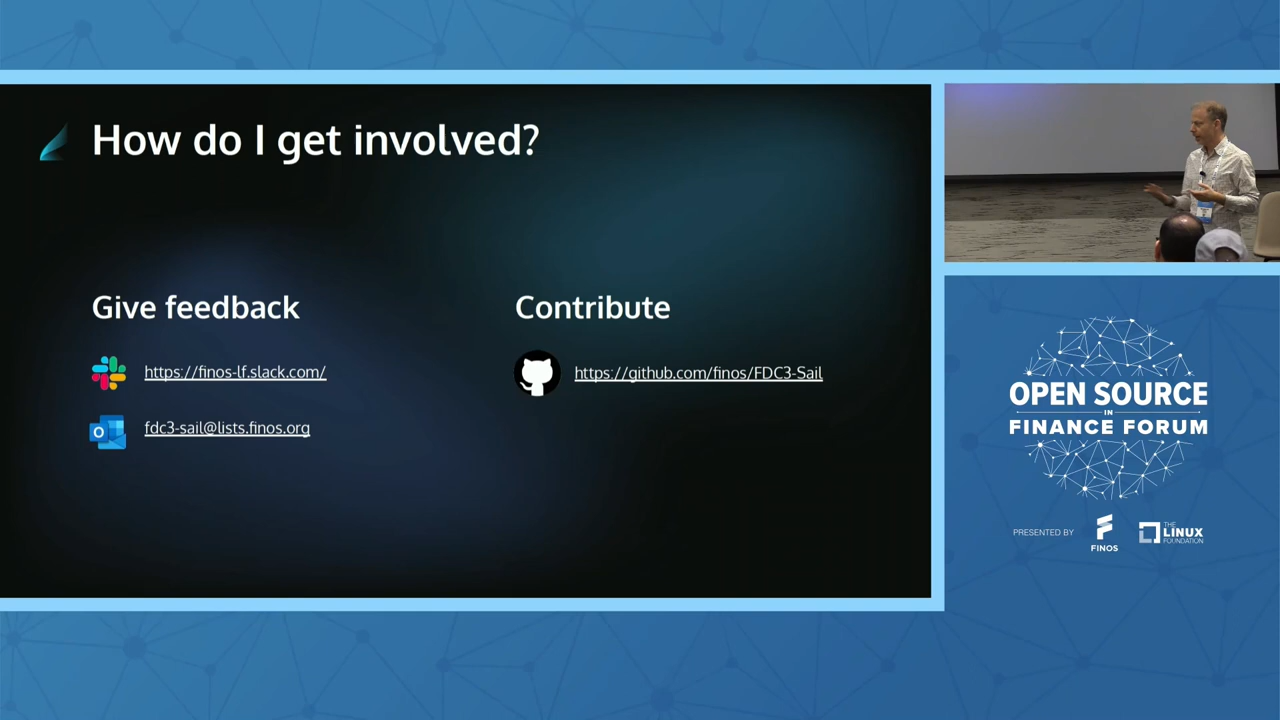 How do I get involved?
Give feedback
https://finos-lf.slack.com/
fdc3-sail@lists.finos.org
Contribute
https://github.com/finos/FDC3-Sail
OPEN SOURCE
IN
FINANCE FORUM
PRESENTED BY
FINOS
THE
LINUX
FOUNDATION